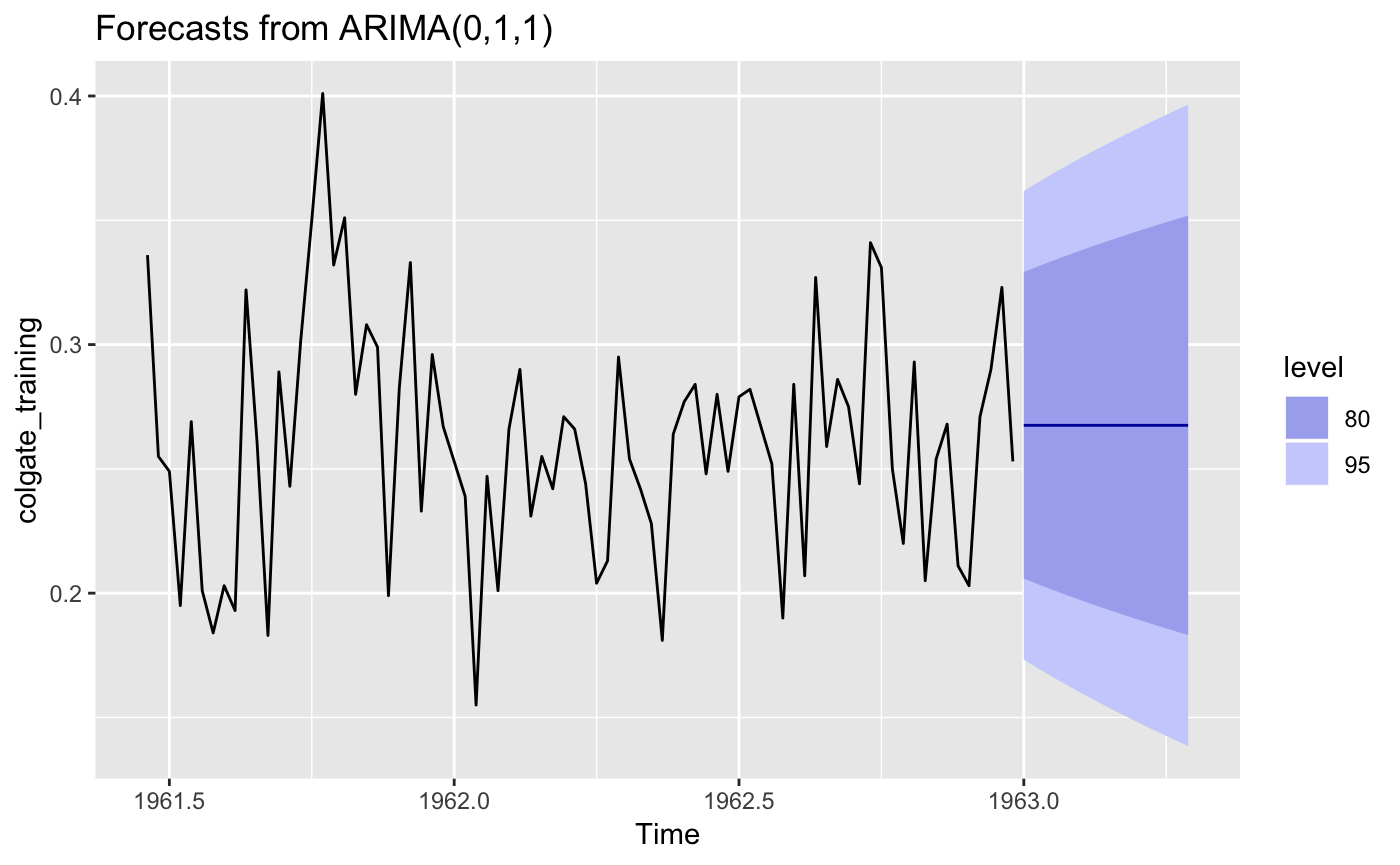 Forecasts from ARIMA(0,1,1)
0.4
0.3
0.2
colgate_training
1961.5
1962.0
1962.5
1963.0
Time
level
80
95